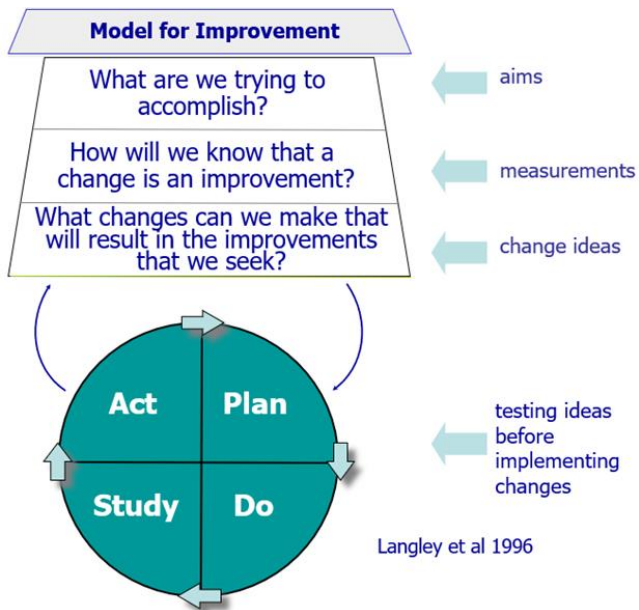 Model for Improvement
What are we trying to
accomplish?
aims
How will we know that a
change is an improvement?
measurements
What changes can we make that
will result in the improvements
that we seek?
change ideas
Act
Plan
Study
Do
testing ideas
before
implementing
changes
Langley et al 1996